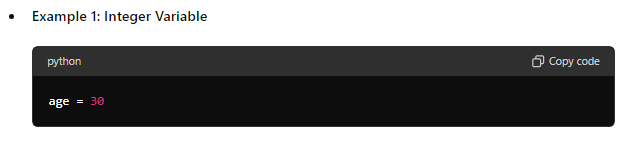 Example 1: Integer Variable
python Copy code
age = 30